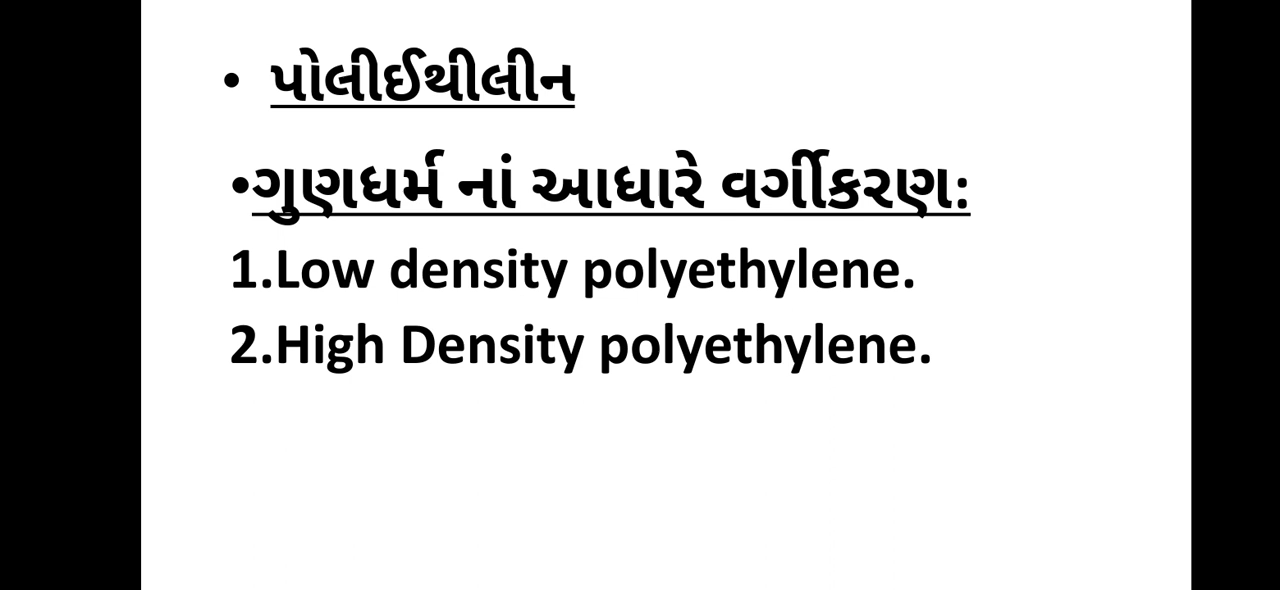 • પોલીઈથીલીન
•ગુણધર્મ નાં આધારે વર્ગીકરણ:
1.Low density polyethylene.
2.High Density polyethylene.